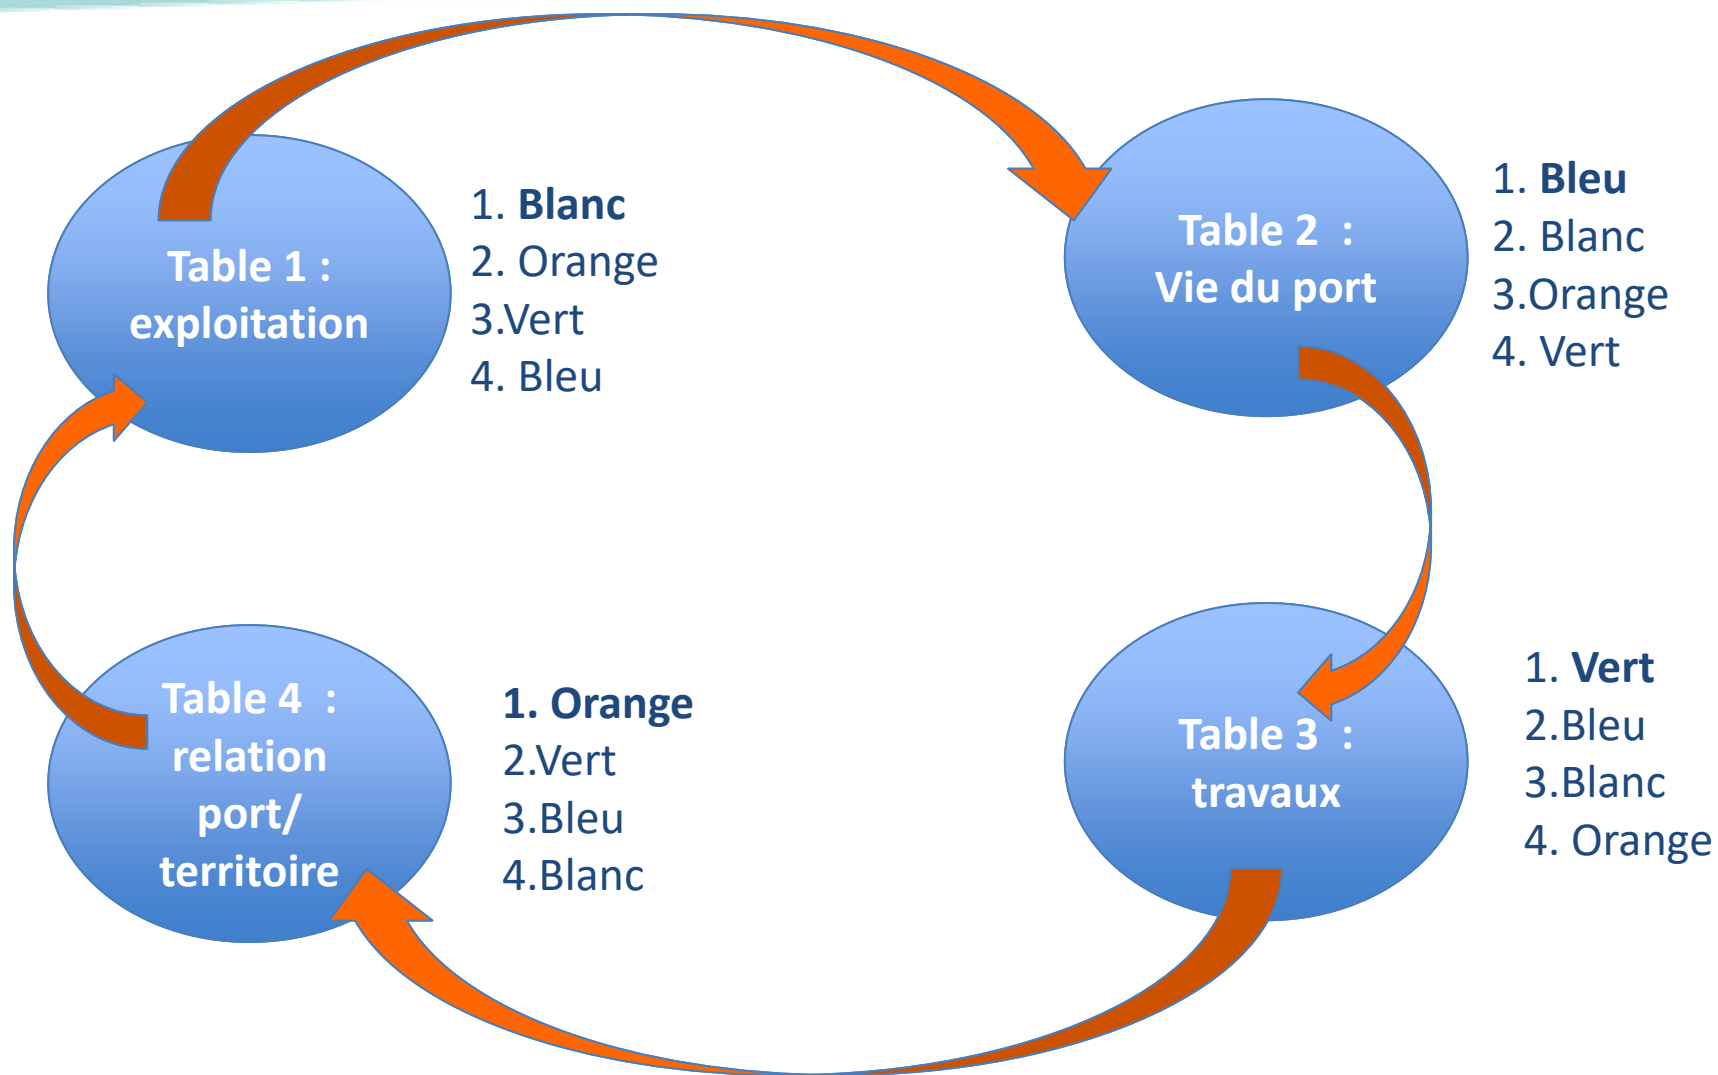 Table 1 :
exploitation
1. Blanc
2. Orange
3.Vert
4. Bleu
Table 2  :
Vie du port
1. Bleu
2. Blanc
3.Orange
4. Vert
Table 4  :
relation
port/
territoire
1. Orange
2.Vert
3.Bleu
4.Blanc
Table 3  :
travaux
1. Vert
2.Bleu
3.Blanc
4. Orange